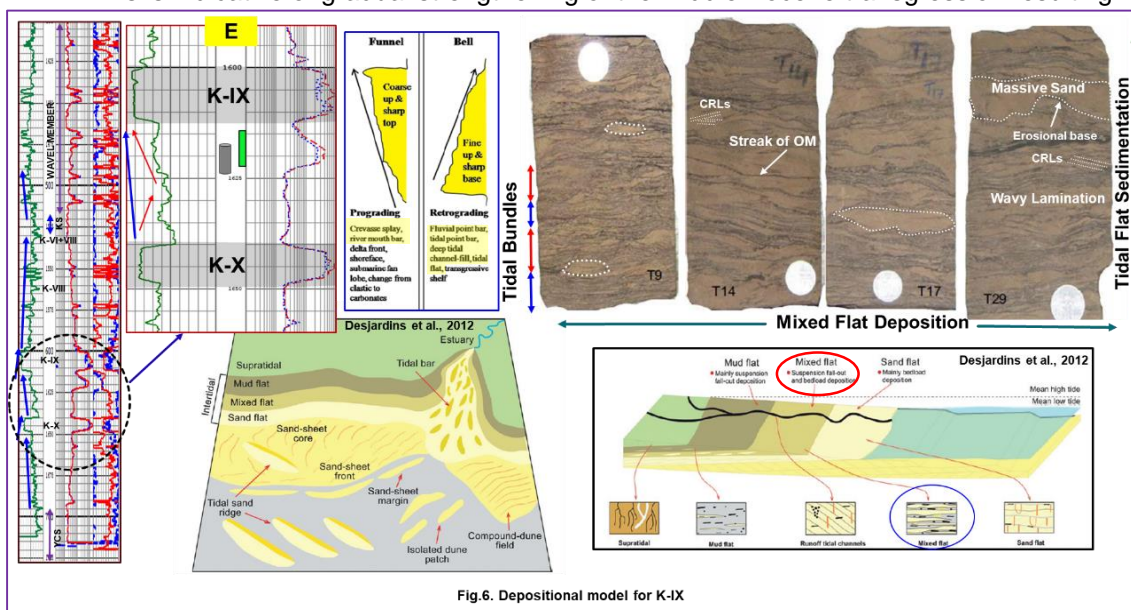 E
1600
K-IX
1625
K-X
1650
WAVEL MEMBER
KS
YCS
K-VI+VIII
K-VIII
K-IX
K-X
Funnel
Bell
Coarse
up &
sharp
top
Fine
up &
sharp
base
Prograding
Crevasse splay,
river mouth bar,
delta front,
shoreface,
submarine fan
lobe, change from
clastic to
carbonates
Retrograding
Fluvial point bar,
tidal point bar,
deep tidal
channel-fill, tidal
flat, transgressive
shelf
Tidal Bundles
T9
CRLs
Streak of OM
T14
T17
T17
Massive Sand
Erosional base
CRLs
Wavy Lamination
T29
Tidal Flat Sedimentation
Mixed Flat Deposition
Desjardins et al., 2012
Estuary
Supratidal
Tidal bar
Intertidal
Mud flat
Mixed flat
Sand flat
Sand-sheet
core
Sand-sheet
front
Sand-sheet
margin
Tidal sand
ridge
Isolated dune
patch
Compound-dune
field
Mud flat
Mainly suspension
fall-out deposition
Mixed flat
Suspension fall-out
and bedload deposition
Sand flat
Mainly bedload
deposition
Desjardins et al., 2012
Mean high tide
Mean low tide
Supratidal
Mud flat
Runoff tidal channels
Mixed flat
Sand flat
Fig.6. Depositional model for K-IX